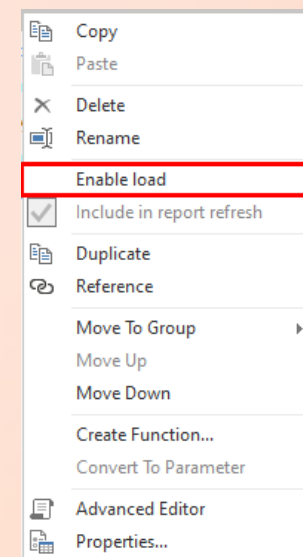 Copy
Paste
Delete
Rename
Enable load
Include in report refresh
Duplicate
Reference
Move To Group
Move Up
Move Down
Create Function...
Convert To Parameter
Advanced Editor
Properties...